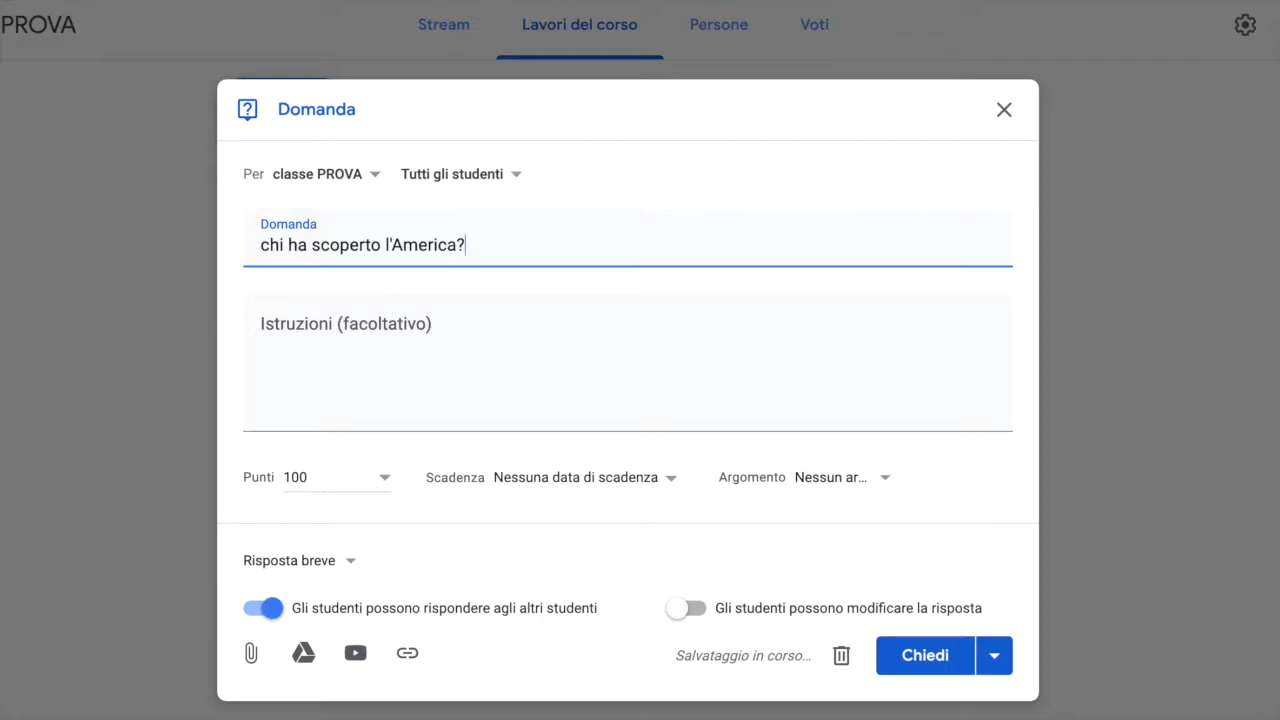 PROVA
Stream Lavori del corso Persone Voti
Domanda
Per classe PROVA Tutti gli studenti
Domanda
chi ha scoperto l'America?
Istruzioni (facoltativo)
Punti 100 Scadenza Nessuna data di scadenza Argomento Nessun ar...
Risposta breve
Gli studenti possono rispondere agli altri studenti Gli studenti possono modificare la risposta
Salvataggio in corso... Chiedi